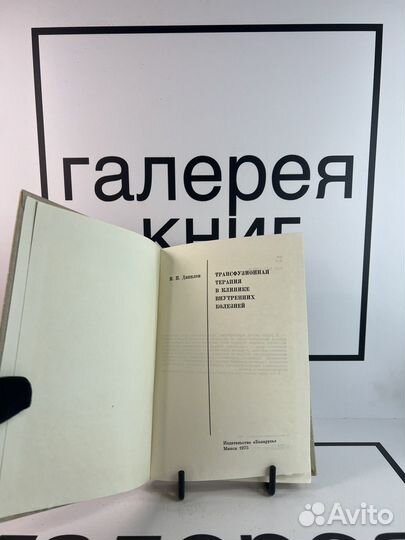 галерея
книг
Данилов
ТРАНСФУЗИОННАЯ
ТЕРАПИЯ
В КЛИНИКЕ
ВНУТРЕННИХ
БОЛЕЗНЕЙ
Издательство «Беларусь»
Минск 1975
Avito